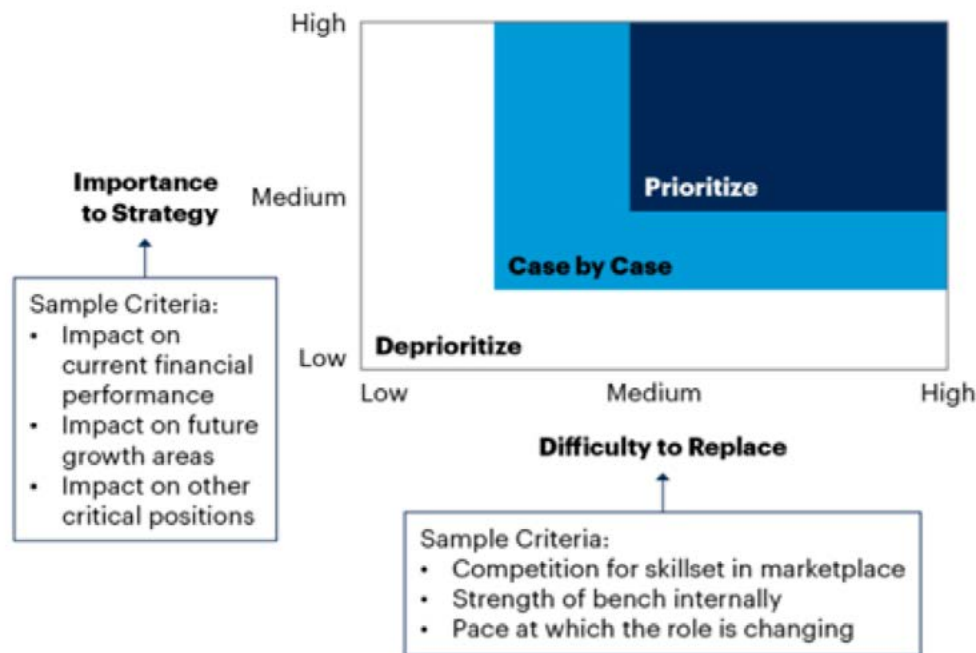 High
Importance
to Strategy
Medium
Prioritize
Case by Case
Sample Criteria:
• Impact on
current financial
performance
• Impact on future
growth areas
• Impact on other
critical positions
Low
Deprioritize
Low Medium High
Difficulty to Replace
Sample Criteria:
• Competition for skillset in marketplace
• Strength of bench internally
• Pace at which the role is changing